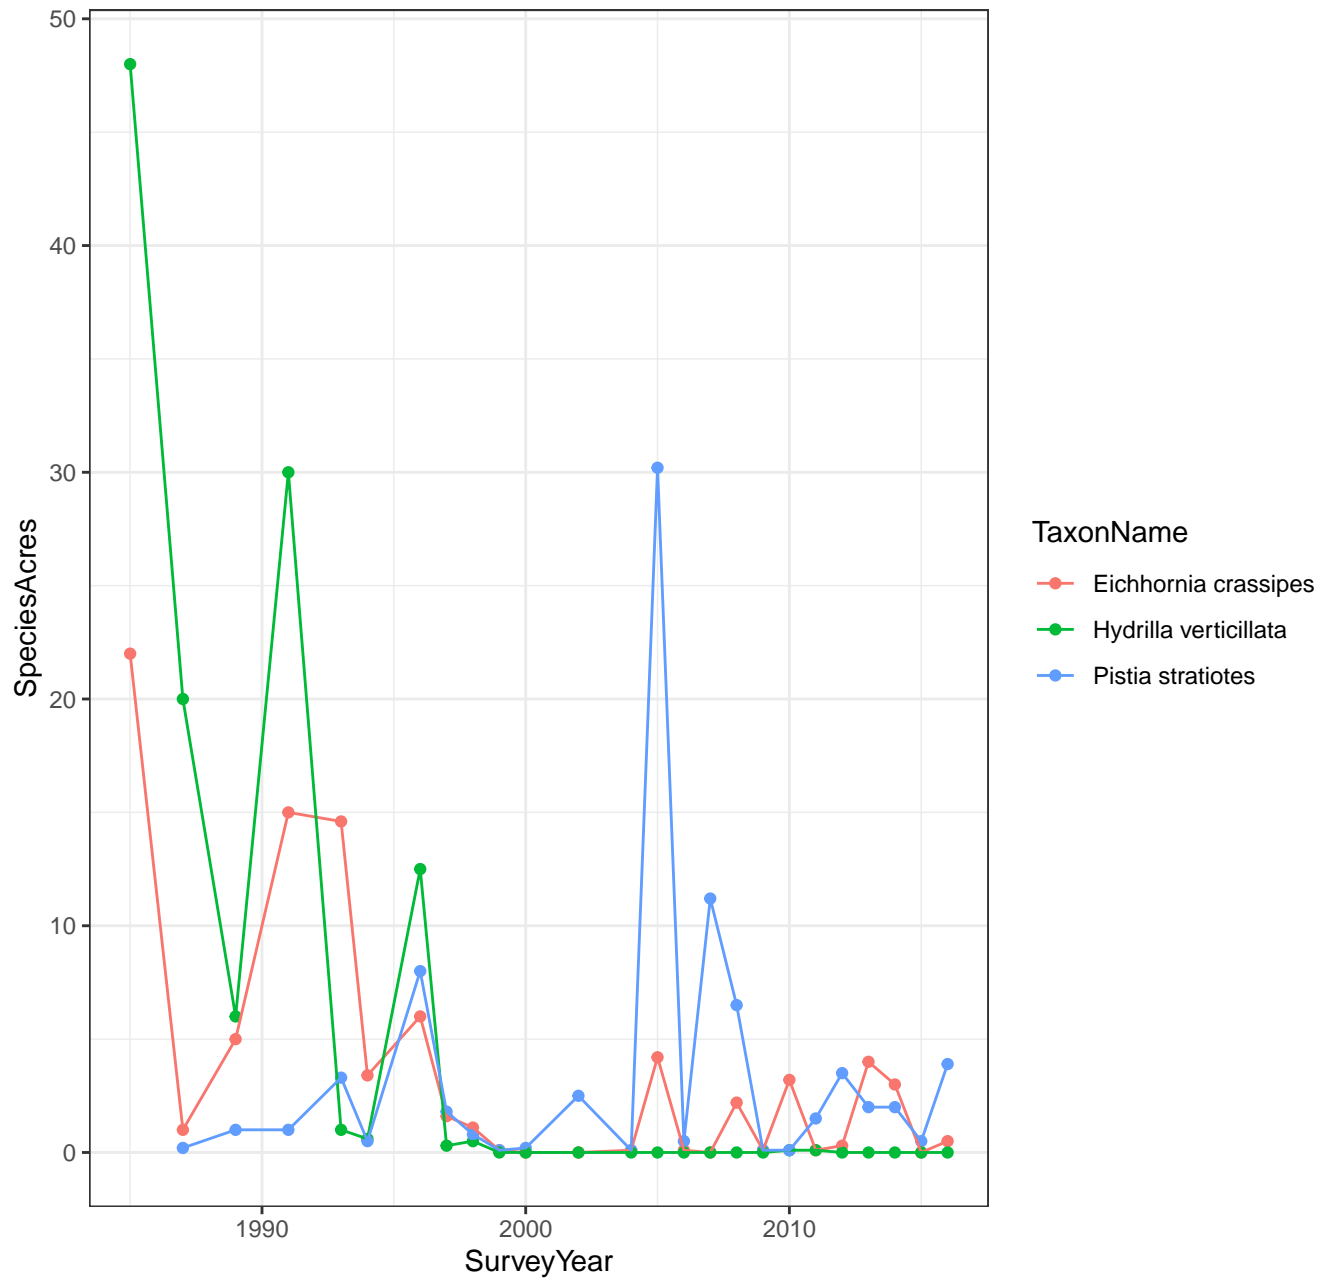 50
40
30
20
10
0
SpeciesAcres
1990
2000
2010
SurveyYear
TaxonName
Eichhornia crassipes
Hydrilla verticillata
Pistia stratiotes